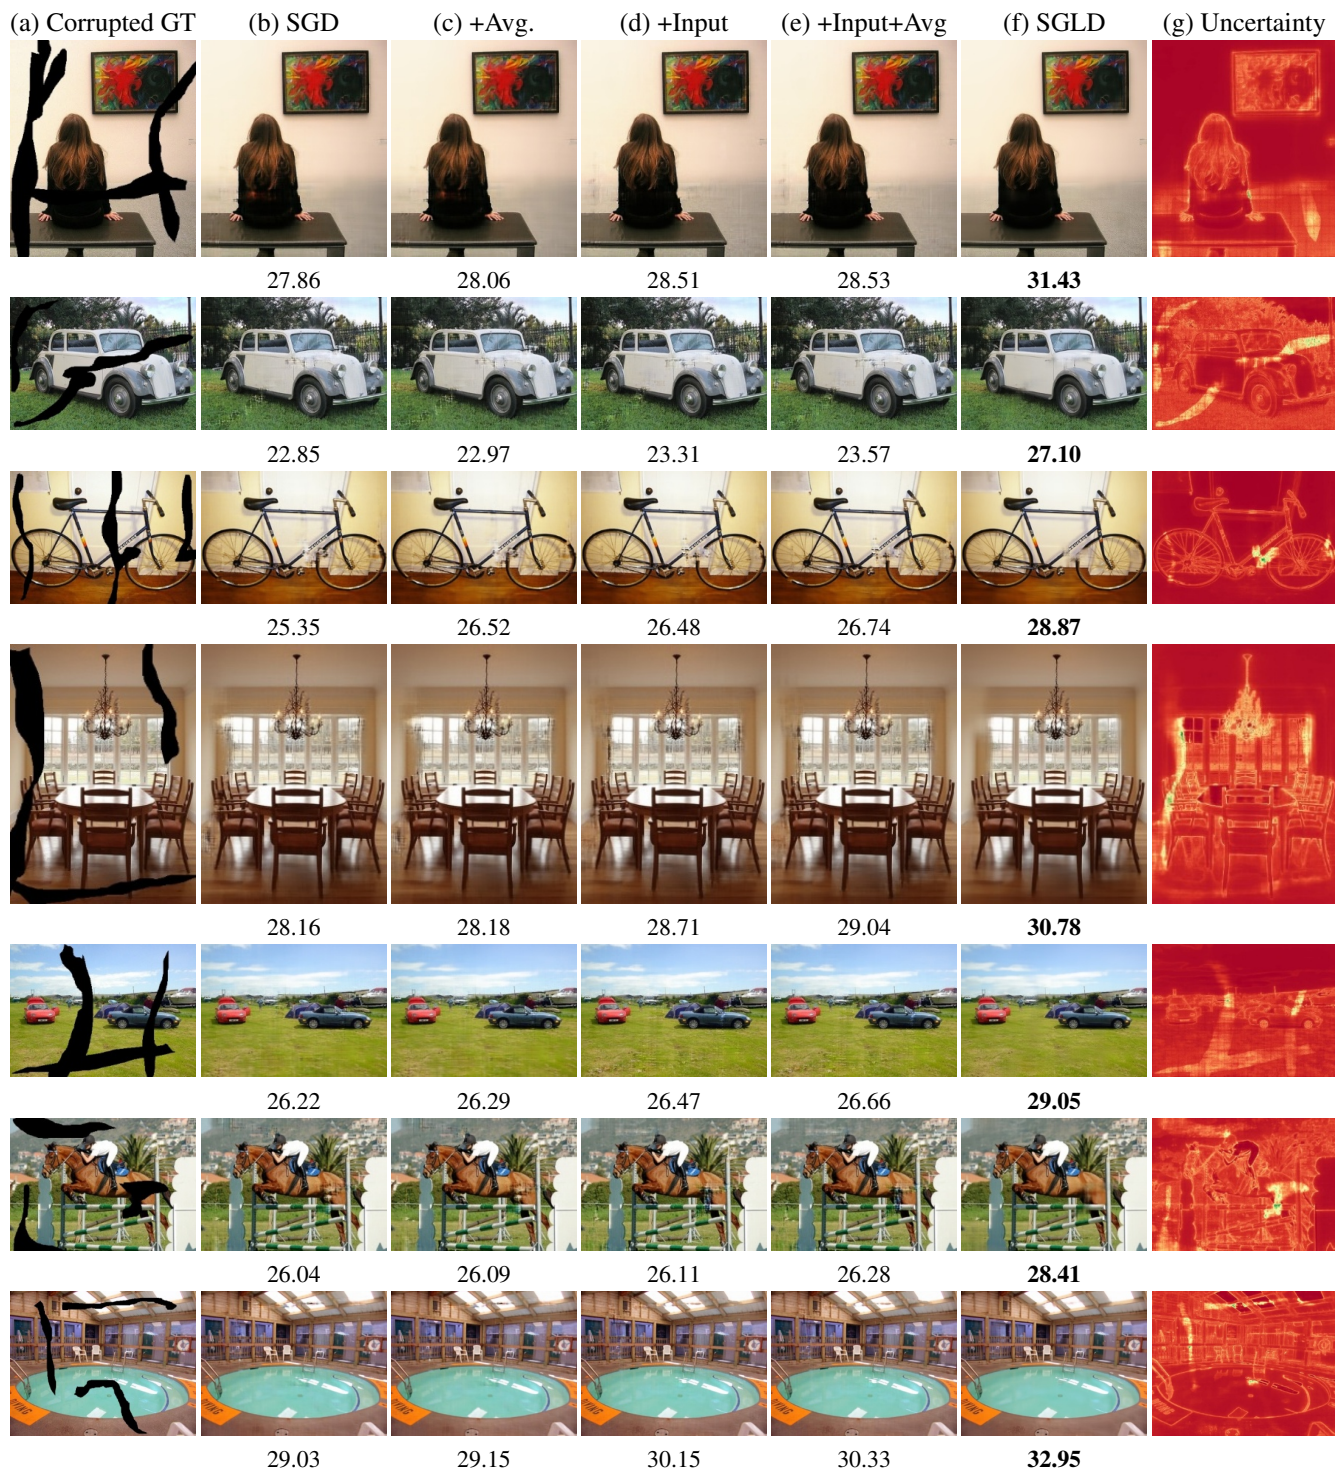 (a) Corrupted GT (b) SGD (c) +Avg. (d) +Input (e) +Input+Avg (f) SGLD (g) Uncertainty
27.86 28.06 28.51 28.53 31.43
22.85 22.97 23.31 23.57 27.10
25.35 26.52 26.48 26.74 28.87
28.16 28.18 28.71 29.04 30.78
26.22 26.29 26.47 26.66 29.05
26.04 26.09 26.11 26.28 28.41
29.03 29.15 30.15 30.33 32.95